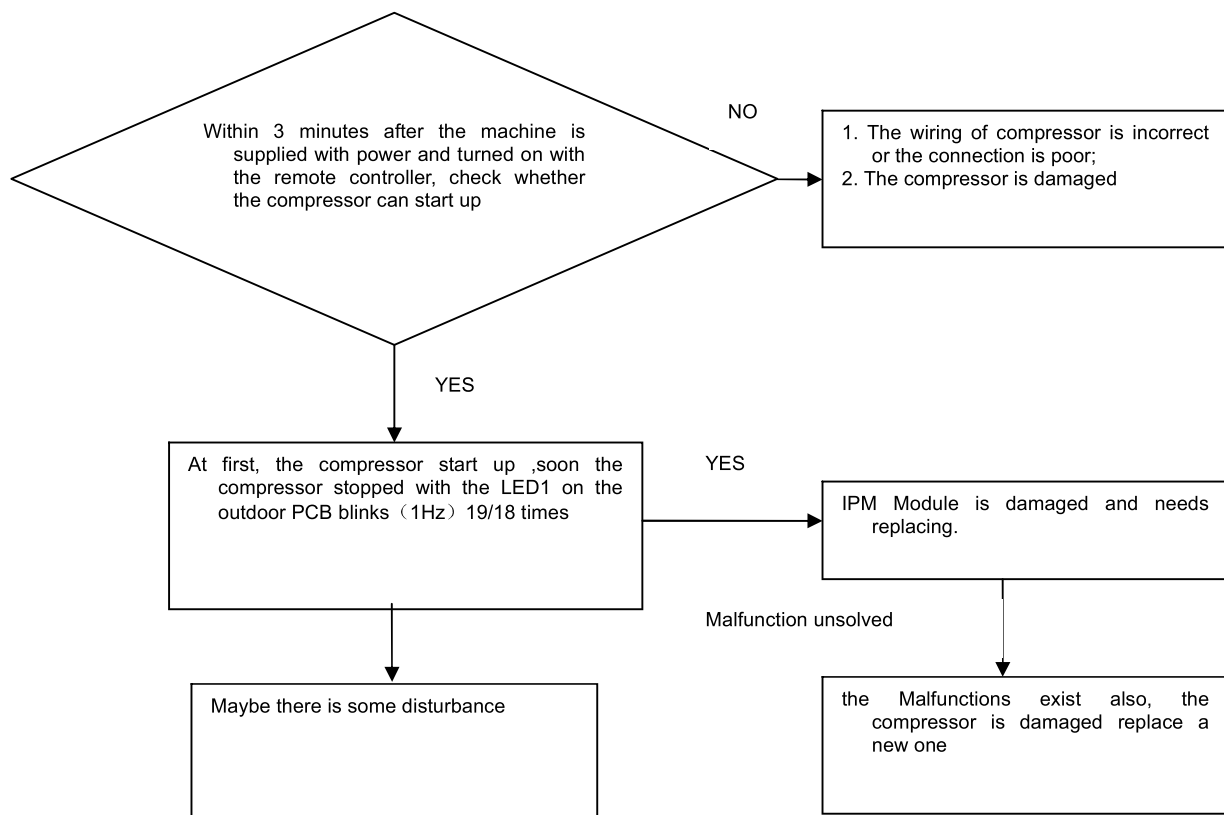 Within 3 minutes after the machine is
supplied with power and turned on with
the remote controller, check whether
the compressor can start up
NO
1. The wiring of compressor is incorrect
or the connection is poor;
2. The compressor is damaged
YES
At first, the compressor start up ,soon the
compressor stopped with the LED1 on the
outdoor PCB blinks（1Hz）19/18 times
YES
IPM Module is damaged and needs
replacing.
Malfunction unsolved
Maybe there is some disturbance
the Malfunctions exist also, the
compressor is damaged replace a
new one